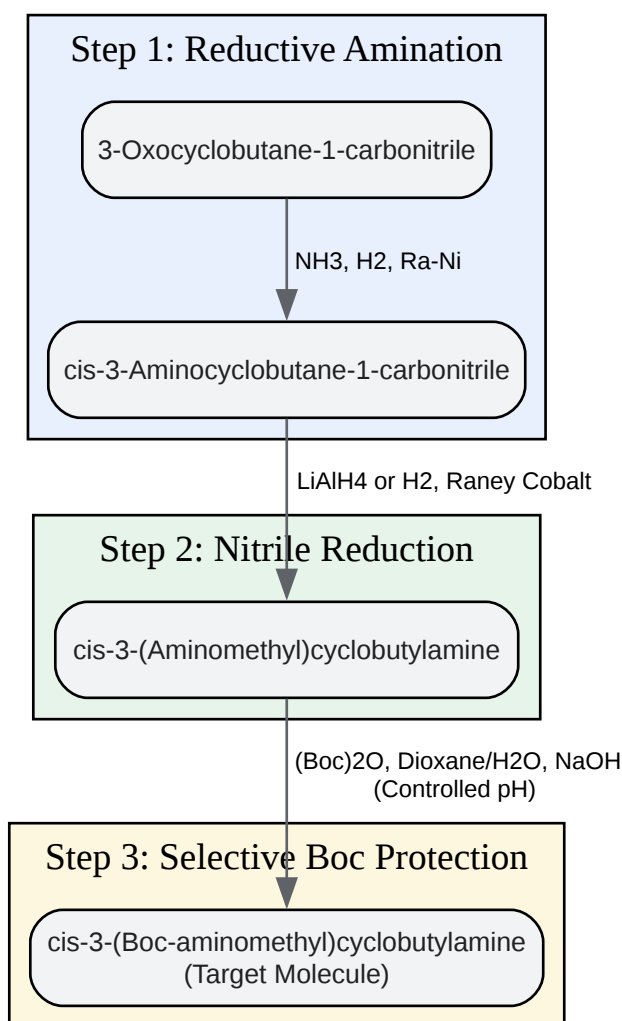 Step 1: Reductive Amination
3-Oxocyclobutane-1-carbonitrile
NH3, H2, Ra-Ni
cis-3-Aminocyclobutane-1-carbonitrile
LiAlH4 or H2, Raney Cobalt
Step 2: Nitrile Reduction
cis-3-(Aminomethyl)cyclobutylamine
(Boc)2O, Dioxane/H2O, NaOH
(Controlled pH)
Step 3: Selective Boc Protection
cis-3-(Boc-aminomethyl)cyclobutylamine
(Target Molecule)